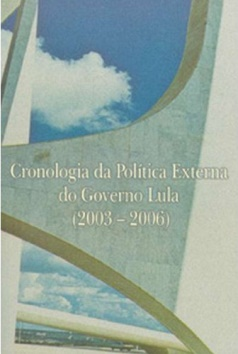 Cronologia da Política Externa
do Governo Lula
(2003 – 2006)